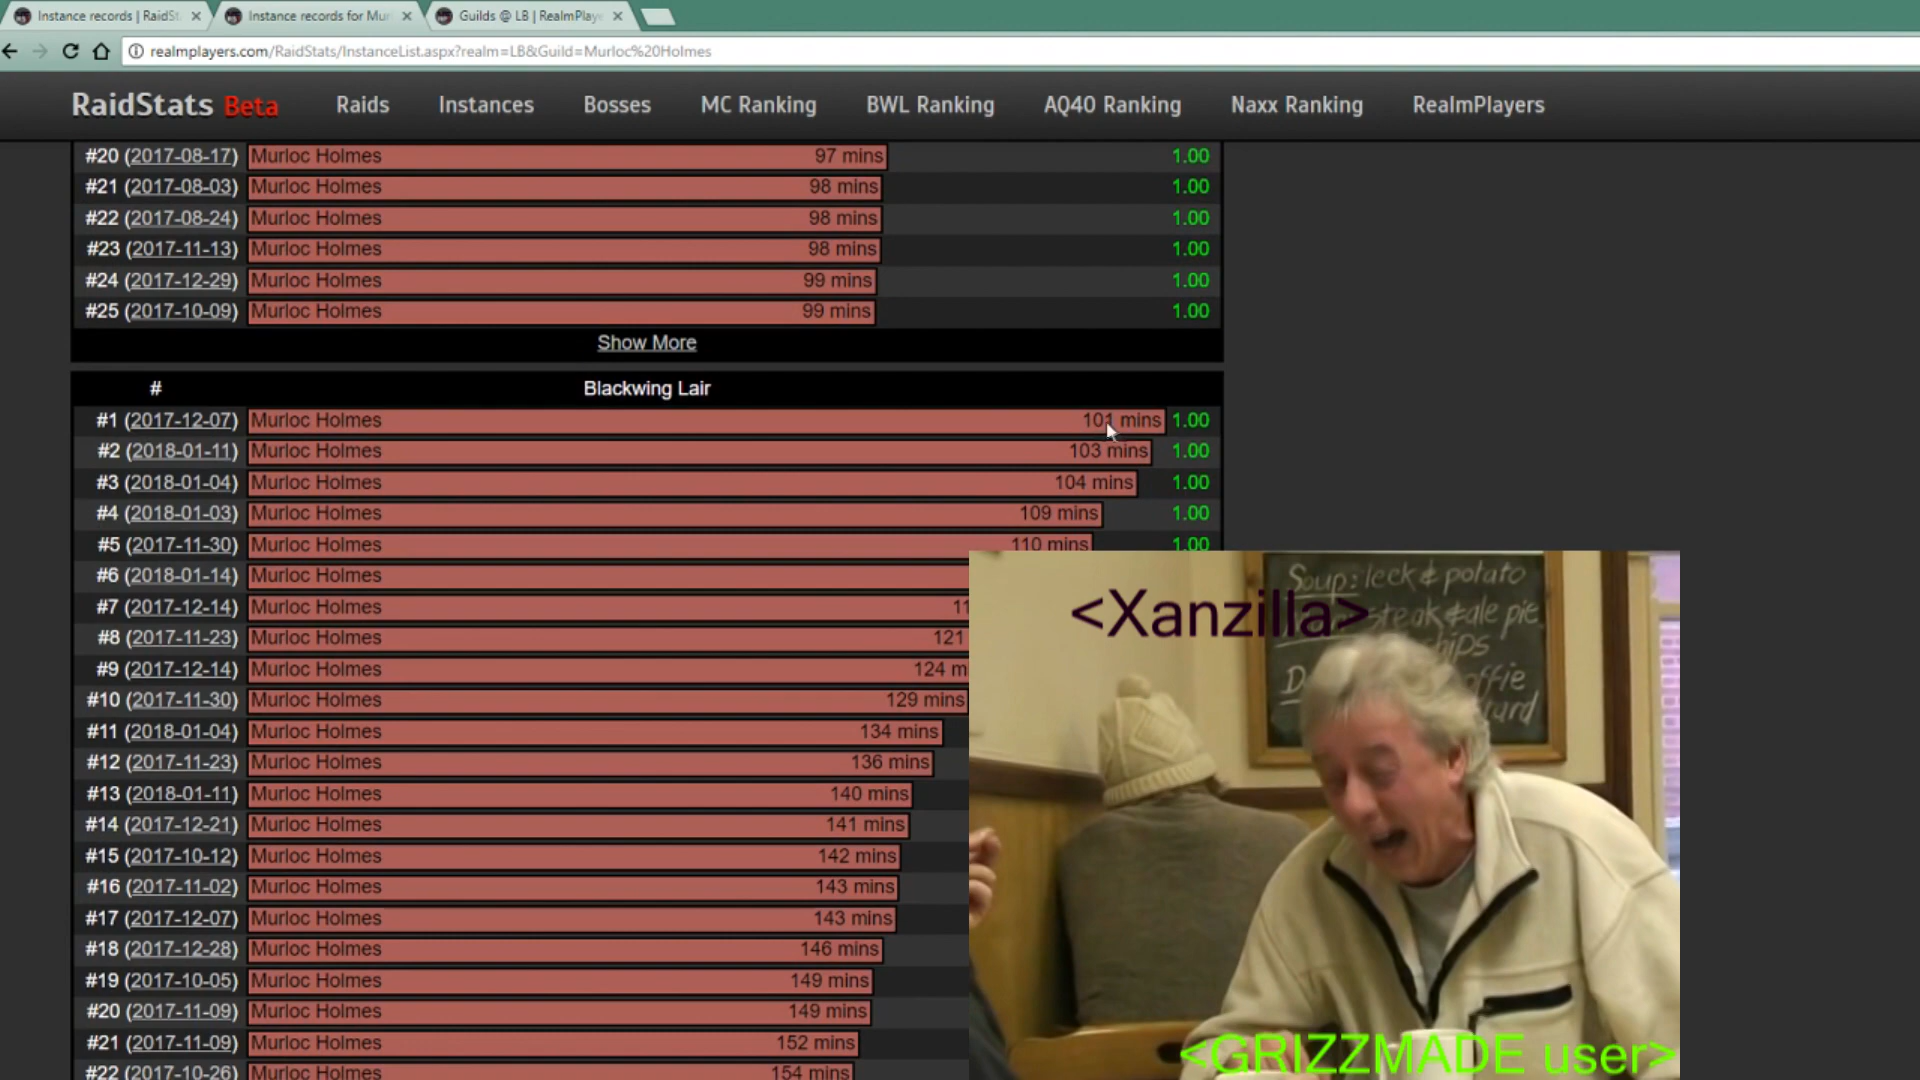 Instance records | RaidSt
Instance records for Mur
Guilds @ LB | RealmPlay
realmplayers.com/RaidStats/InstanceList.aspx?realm=LB&Guild=Murloc%20Holmes
RaidStats Beta Raids Instances Bosses MC Ranking BWL Ranking AQ40 Ranking Naxx Ranking RealmPlayers
#20 (2017-08-17) Murloc Holmes 97 mins 1.00
#21 (2017-08-03) Murloc Holmes 98 mins 1.00
#22 (2017-08-24) Murloc Holmes 98 mins 1.00
#23 (2017-11-13) Murloc Holmes 98 mins 1.00
#24 (2017-12-29) Murloc Holmes 99 mins 1.00
#25 (2017-10-09) Murloc Holmes 99 mins 1.00
Show More
# Blackwing Lair
#1 (2017-12-07) Murloc Holmes 101 mins 1.00
#2 (2018-01-11) Murloc Holmes 103 mins 1.00
#3 (2018-01-04) Murloc Holmes 104 mins 1.00
#4 (2018-01-03) Murloc Holmes 109 mins 1.00
#5 (2017-11-30) Murloc Holmes 110 mins 1.00
#6 (2018-01-14) Murloc Holmes
#7 (2017-12-14) Murloc Holmes 11
#8 (2017-11-23) Murloc Holmes 121
#9 (2017-12-14) Murloc Holmes 124 m
#10 (2017-11-30) Murloc Holmes 129 mins
#11 (2018-01-04) Murloc Holmes 134 mins
#12 (2017-11-23) Murloc Holmes 136 mins
#13 (2018-01-11) Murloc Holmes 140 mins
#14 (2017-12-21) Murloc Holmes 141 mins
#15 (2017-10-12) Murloc Holmes 142 mins
#16 (2017-11-02) Murloc Holmes 143 mins
#17 (2017-12-07) Murloc Holmes 143 mins
#18 (2017-12-28) Murloc Holmes 146 mins
#19 (2017-10-05) Murloc Holmes 149 mins
#20 (2017-11-09) Murloc Holmes 149 mins
#21 (2017-11-09) Murloc Holmes 152 mins
#22 (2017-10-26) Murloc Holmes 154 mins
Soup: leek & potato
<Xanzilla>
steak & ale pie
hips
D offie
tard
<GRIZZMADE user>